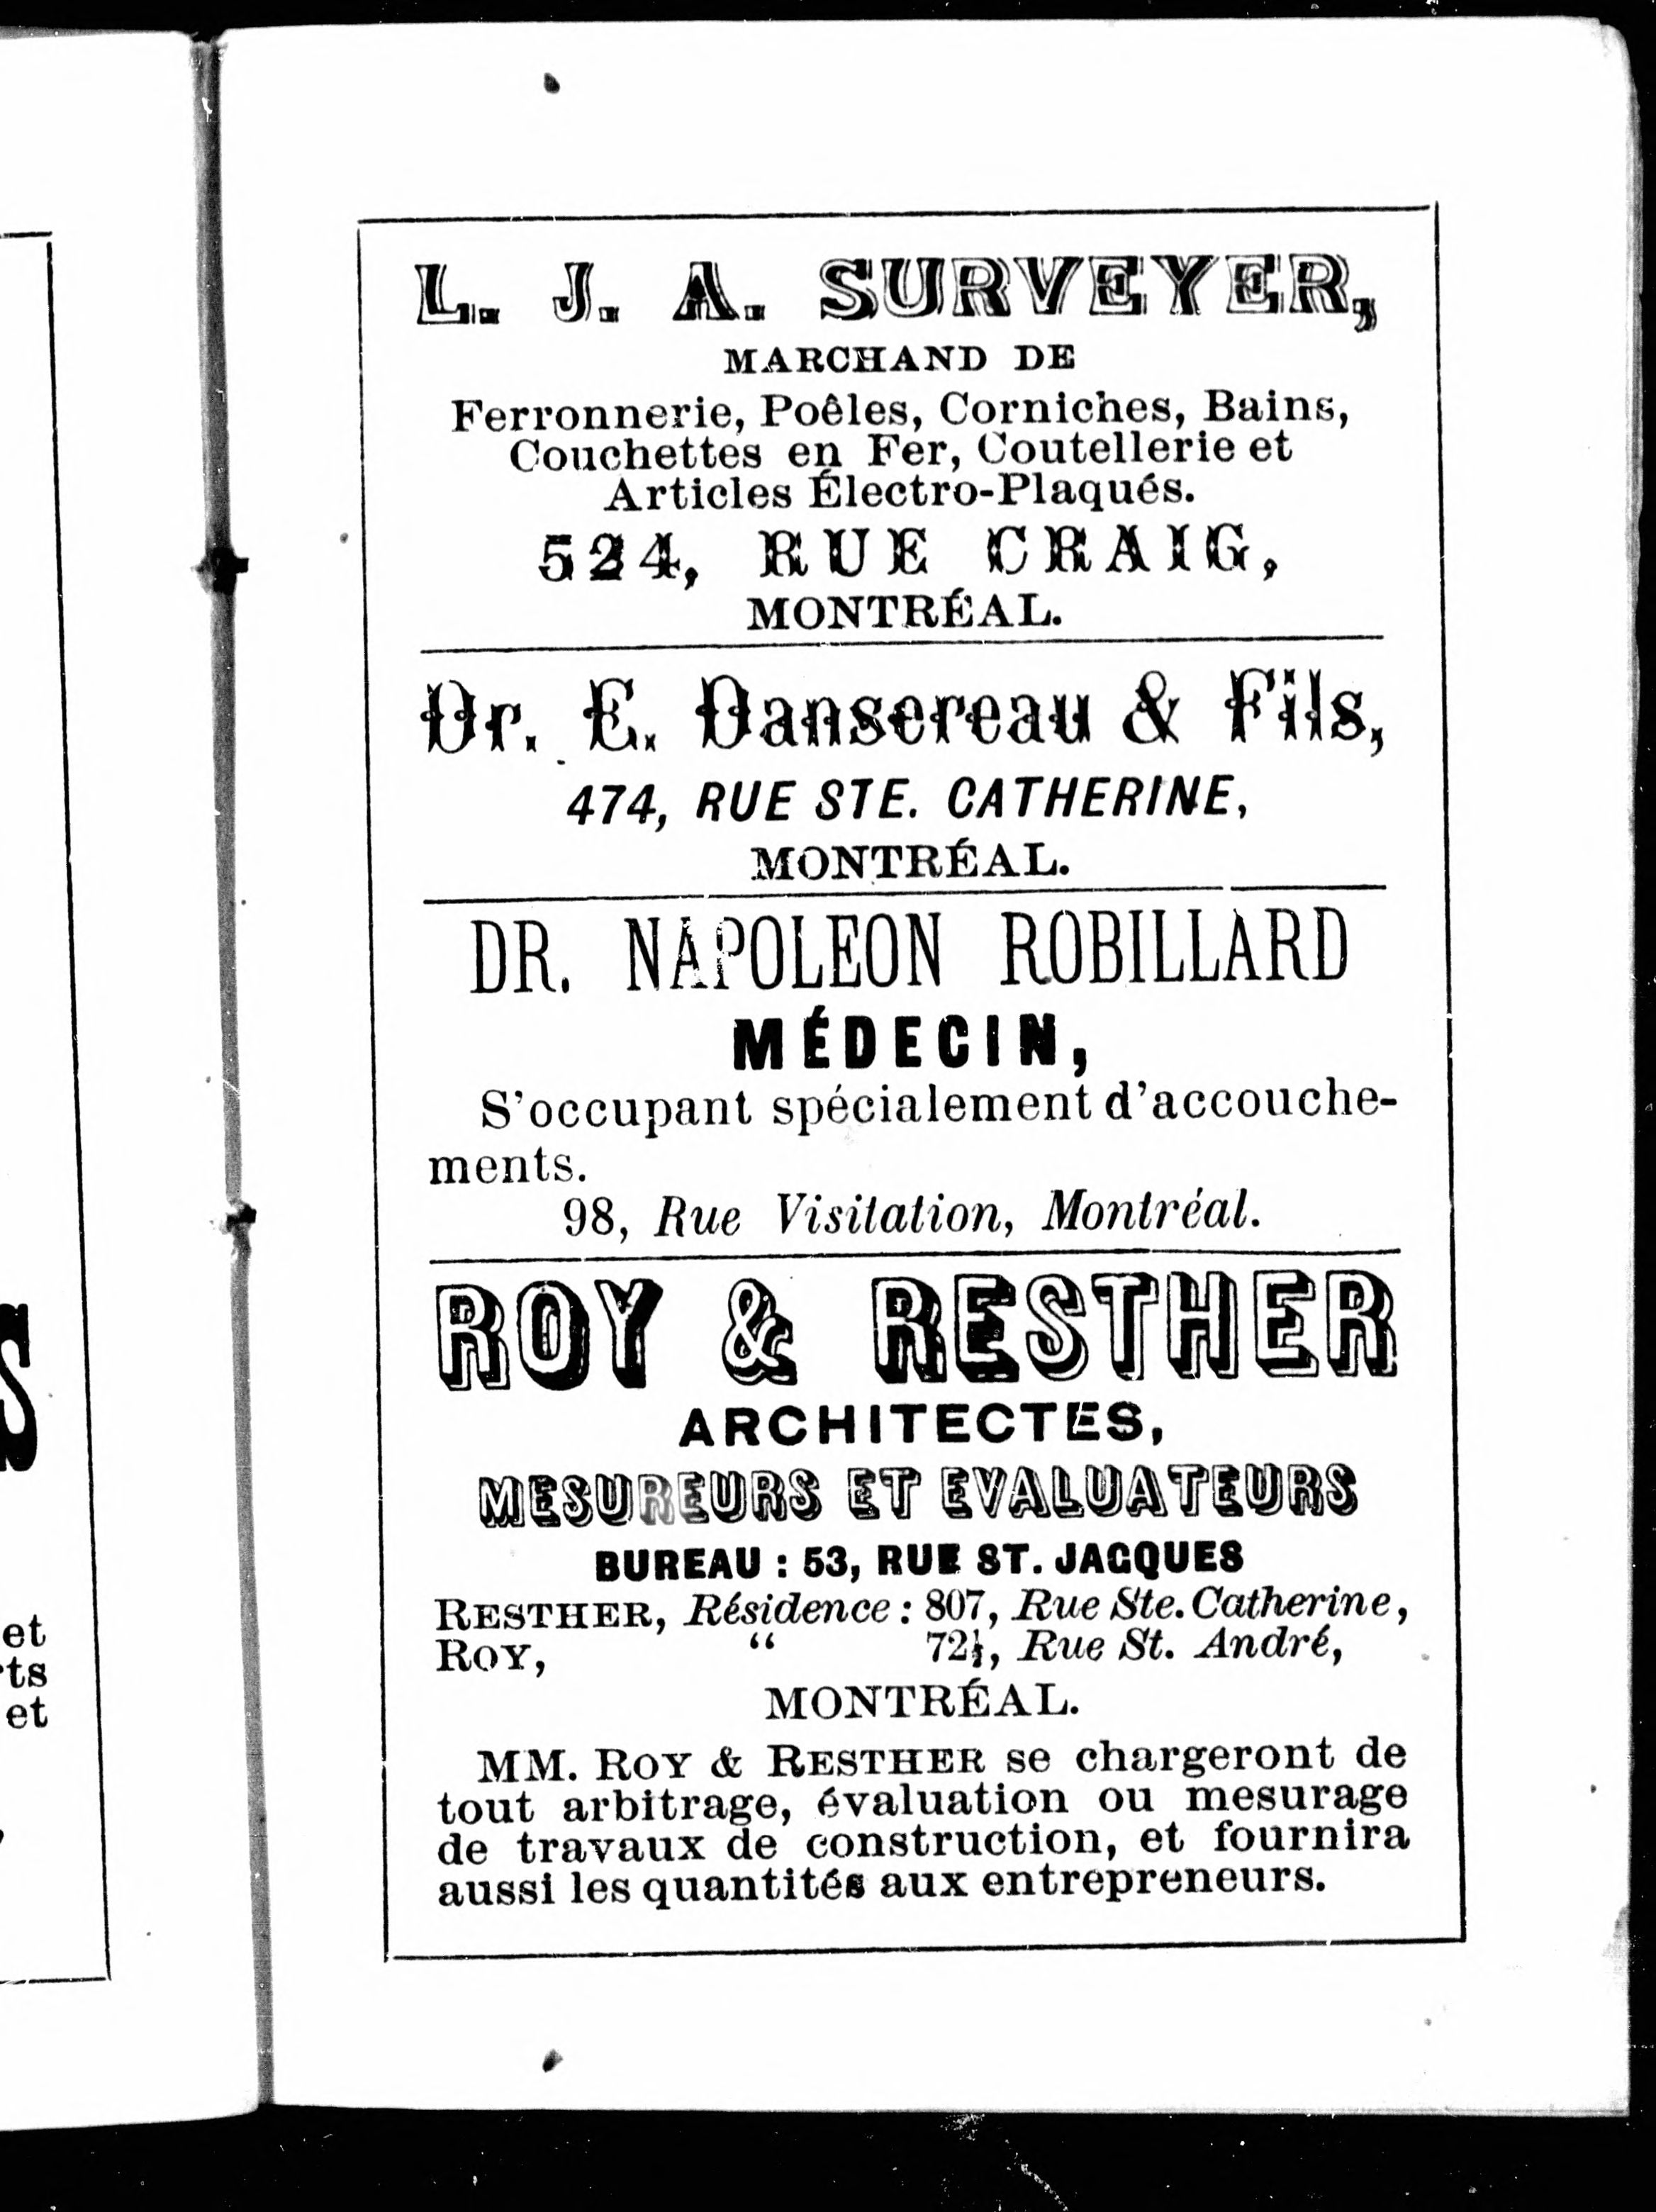 L. J. A. SURVEYER,
MARCHAND DE
Ferronnerie, Poêles, Corniches, Bains,
Couchettes en Fer, Coutellerie et
Articles Électro-Plaqués.
524, RUE CRAIG,
MONTRÉAL.
Dr. E. Dansereau & Fils,
474, RUE STE. CATHERINE,
MONTRÉAL.
DR. NAPOLEON ROBILLARD
MÉDECIN,
S'occupant spécialement d'accouche-
ments.
98, Rue Visitation, Montréal.
ROY & RESTHER
ARCHITECTES,
MESUREURS ET EVALUATEURS
BUREAU : 53, RUE ST. JACQUES
RESTHER, Résidence : 807, Rue Ste. Catherine,
ROY, “ 72½, Rue St. André,
MONTRÉAL.
MM. ROY & RESTHER se chargeront de
tout arbitrage, évaluation ou mesurage
de travaux de construction, et fournira
aussi les quantités aux entrepreneurs.